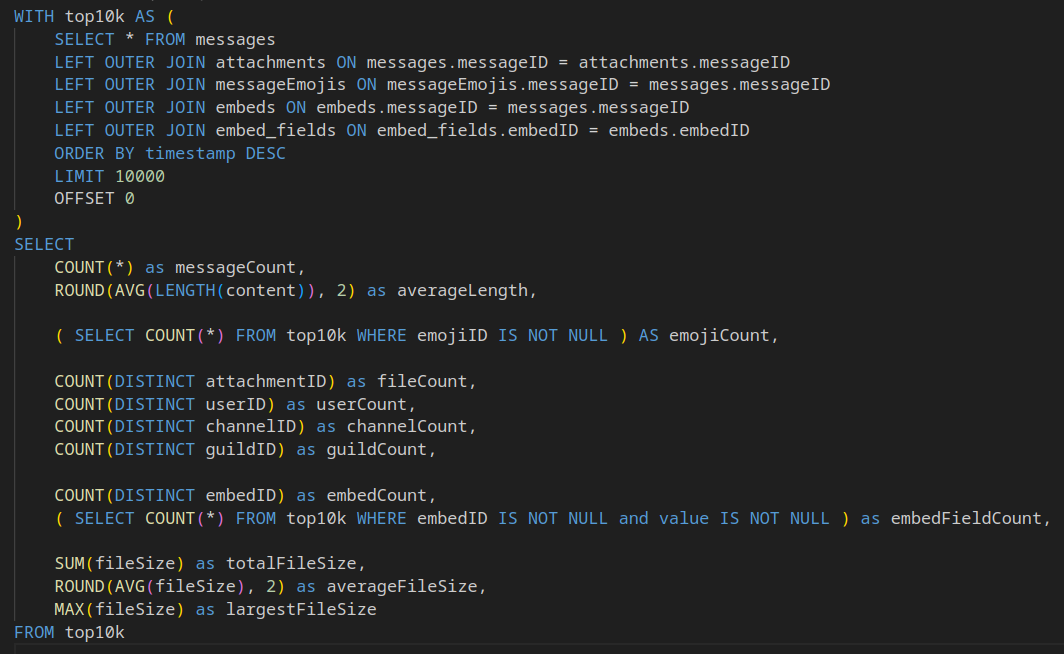 WITH top10k AS (
    SELECT * FROM messages
    LEFT OUTER JOIN attachments ON messages.messageID = attachments.messageID
    LEFT OUTER JOIN messageEmojis ON messageEmojis.messageID = messages.messageID
    LEFT OUTER JOIN embeds ON embeds.messageID = messages.messageID
    LEFT OUTER JOIN embed_fields ON embed_fields.embedID = embeds.embedID
    ORDER BY timestamp DESC
    LIMIT 10000
    OFFSET 0
)
SELECT
    COUNT(*) as messageCount,
    ROUND(AVG(LENGTH(content)), 2) as averageLength,

    ( SELECT COUNT(*) FROM top10k WHERE emojiID IS NOT NULL ) AS emojiCount,

    COUNT(DISTINCT attachmentID) as fileCount,
    COUNT(DISTINCT userID) as userCount,
    COUNT(DISTINCT channelID) as channelCount,
    COUNT(DISTINCT guildID) as guildCount,

    COUNT(DISTINCT embedID) as embedCount,
    ( SELECT COUNT(*) FROM top10k WHERE embedID IS NOT NULL and value IS NOT NULL ) as embedFieldCount,

    SUM(fileSize) as totalFileSize,
    ROUND(AVG(fileSize), 2) as averageFileSize,
    MAX(fileSize) as largestFileSize
FROM top10k